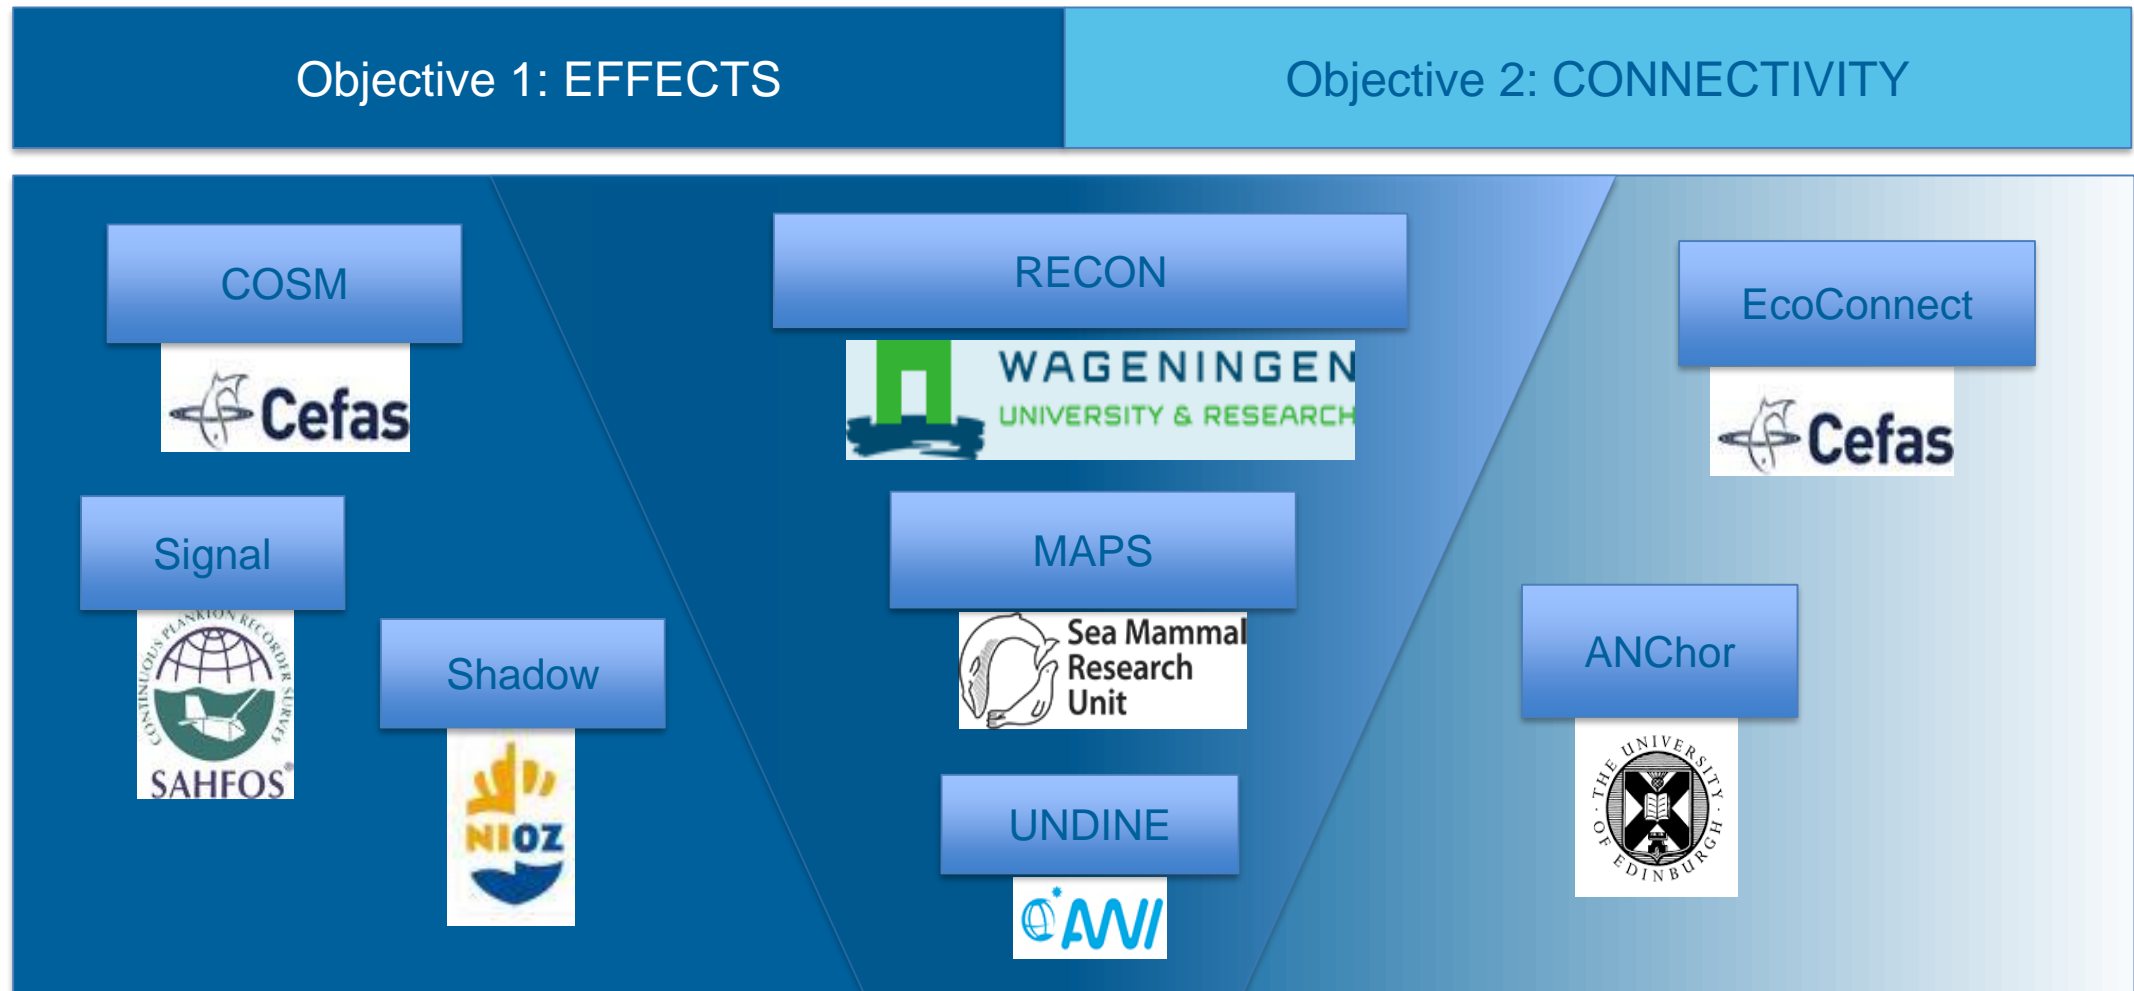 Objective 1: EFFECTS
Objective 2: CONNECTIVITY
COSM
Cefas
RECON
WAGENINGEN
UNIVERSITY & RESEARCH
EcoConnect
Cefas
Signal
CONTINUOUS PLANKTON RECORDER SURVEY
SAHFOS®
Shadow
NIOZ
MAPS
Sea Mammal
Research
Unit
UNDINE
AWI
ANChor
· THE UNIVERSITY · OF EDINBURGH